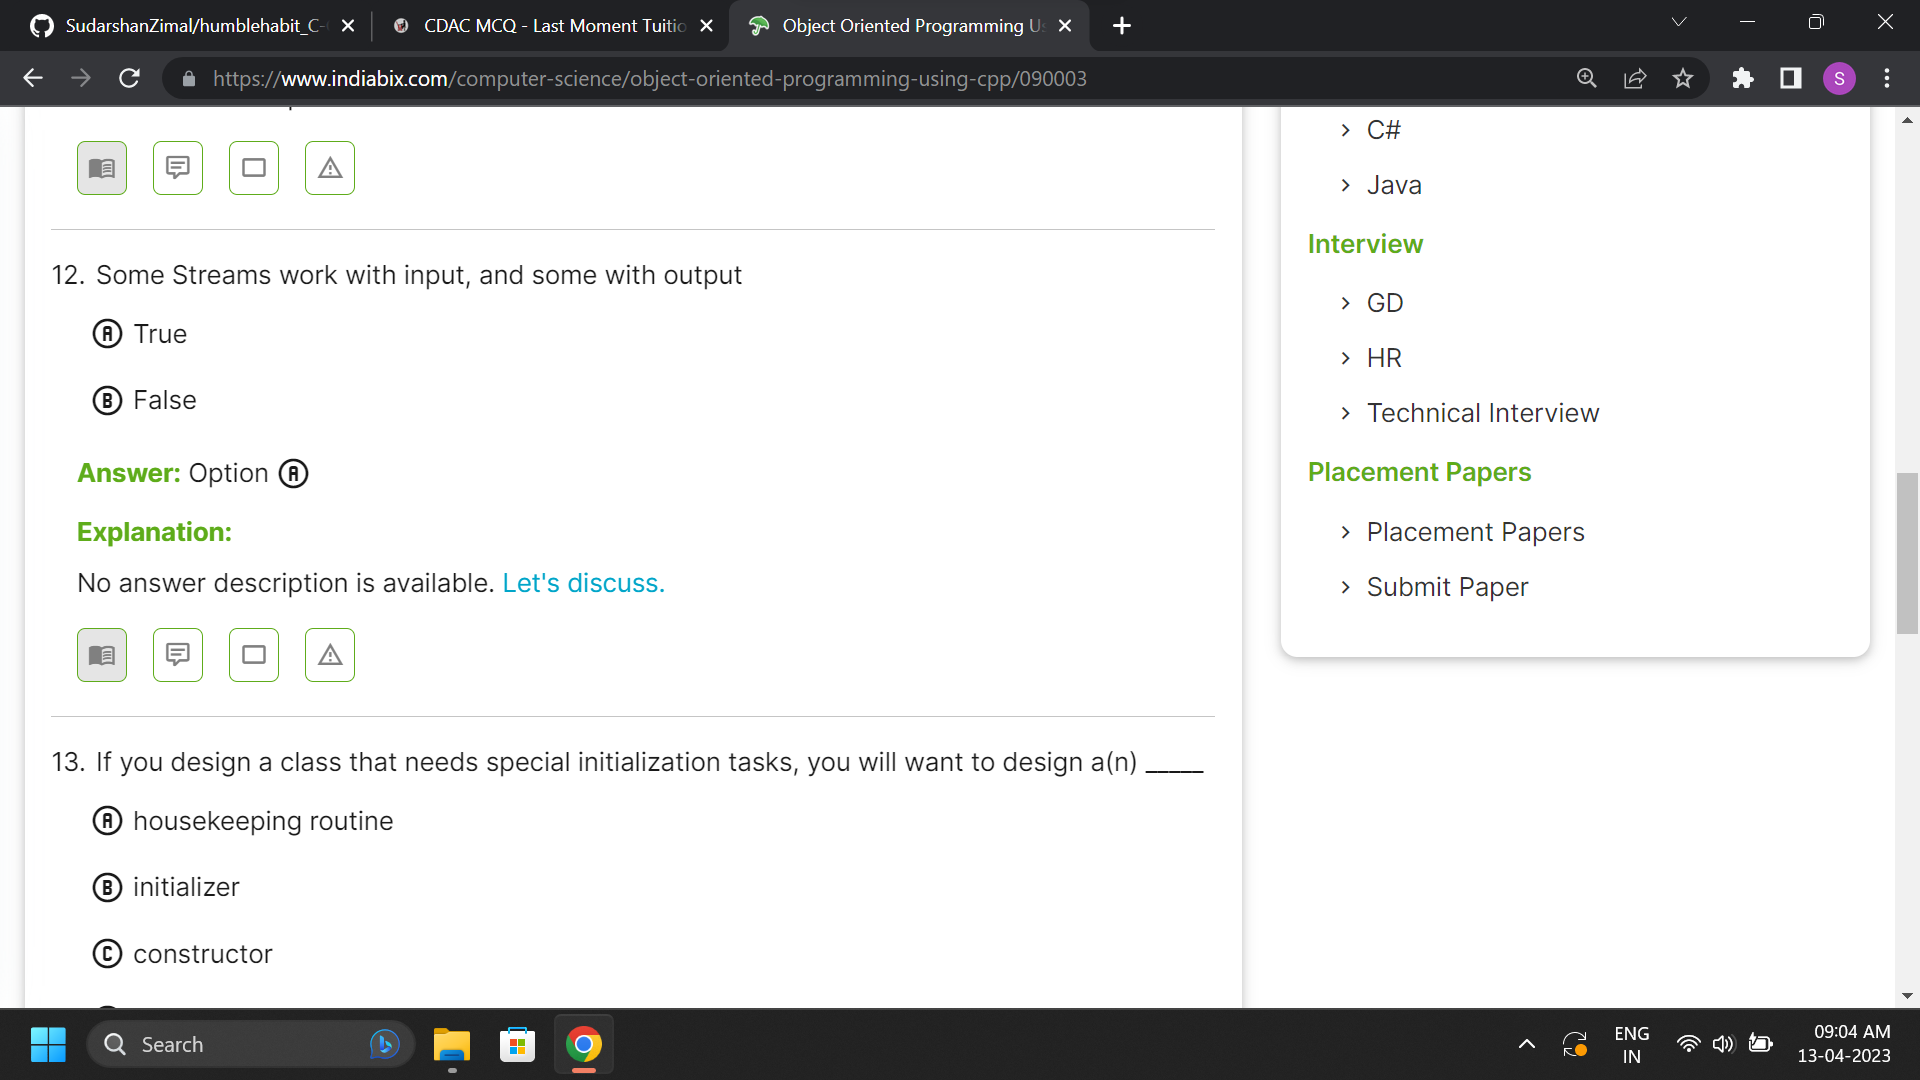 SudarshanZimal/humblehabit_C-
CDAC MCQ - Last Moment Tuitio
Object Oriented Programming Us
https://www.indiabix.com/computer-science/object-oriented-programming-using-cpp/090003
S
12. Some Streams work with input, and some with output
A True
B False
Answer: Option A
Explanation:
No answer description is available. Let's discuss.
13. If you design a class that needs special initialization tasks, you will want to design a(n) _____
A housekeeping routine
B initializer
C constructor
C#
Java
Interview
GD
HR
Technical Interview
Placement Papers
Placement Papers
Submit Paper
Search
ENG
IN
09:04 AM
13-04-2023